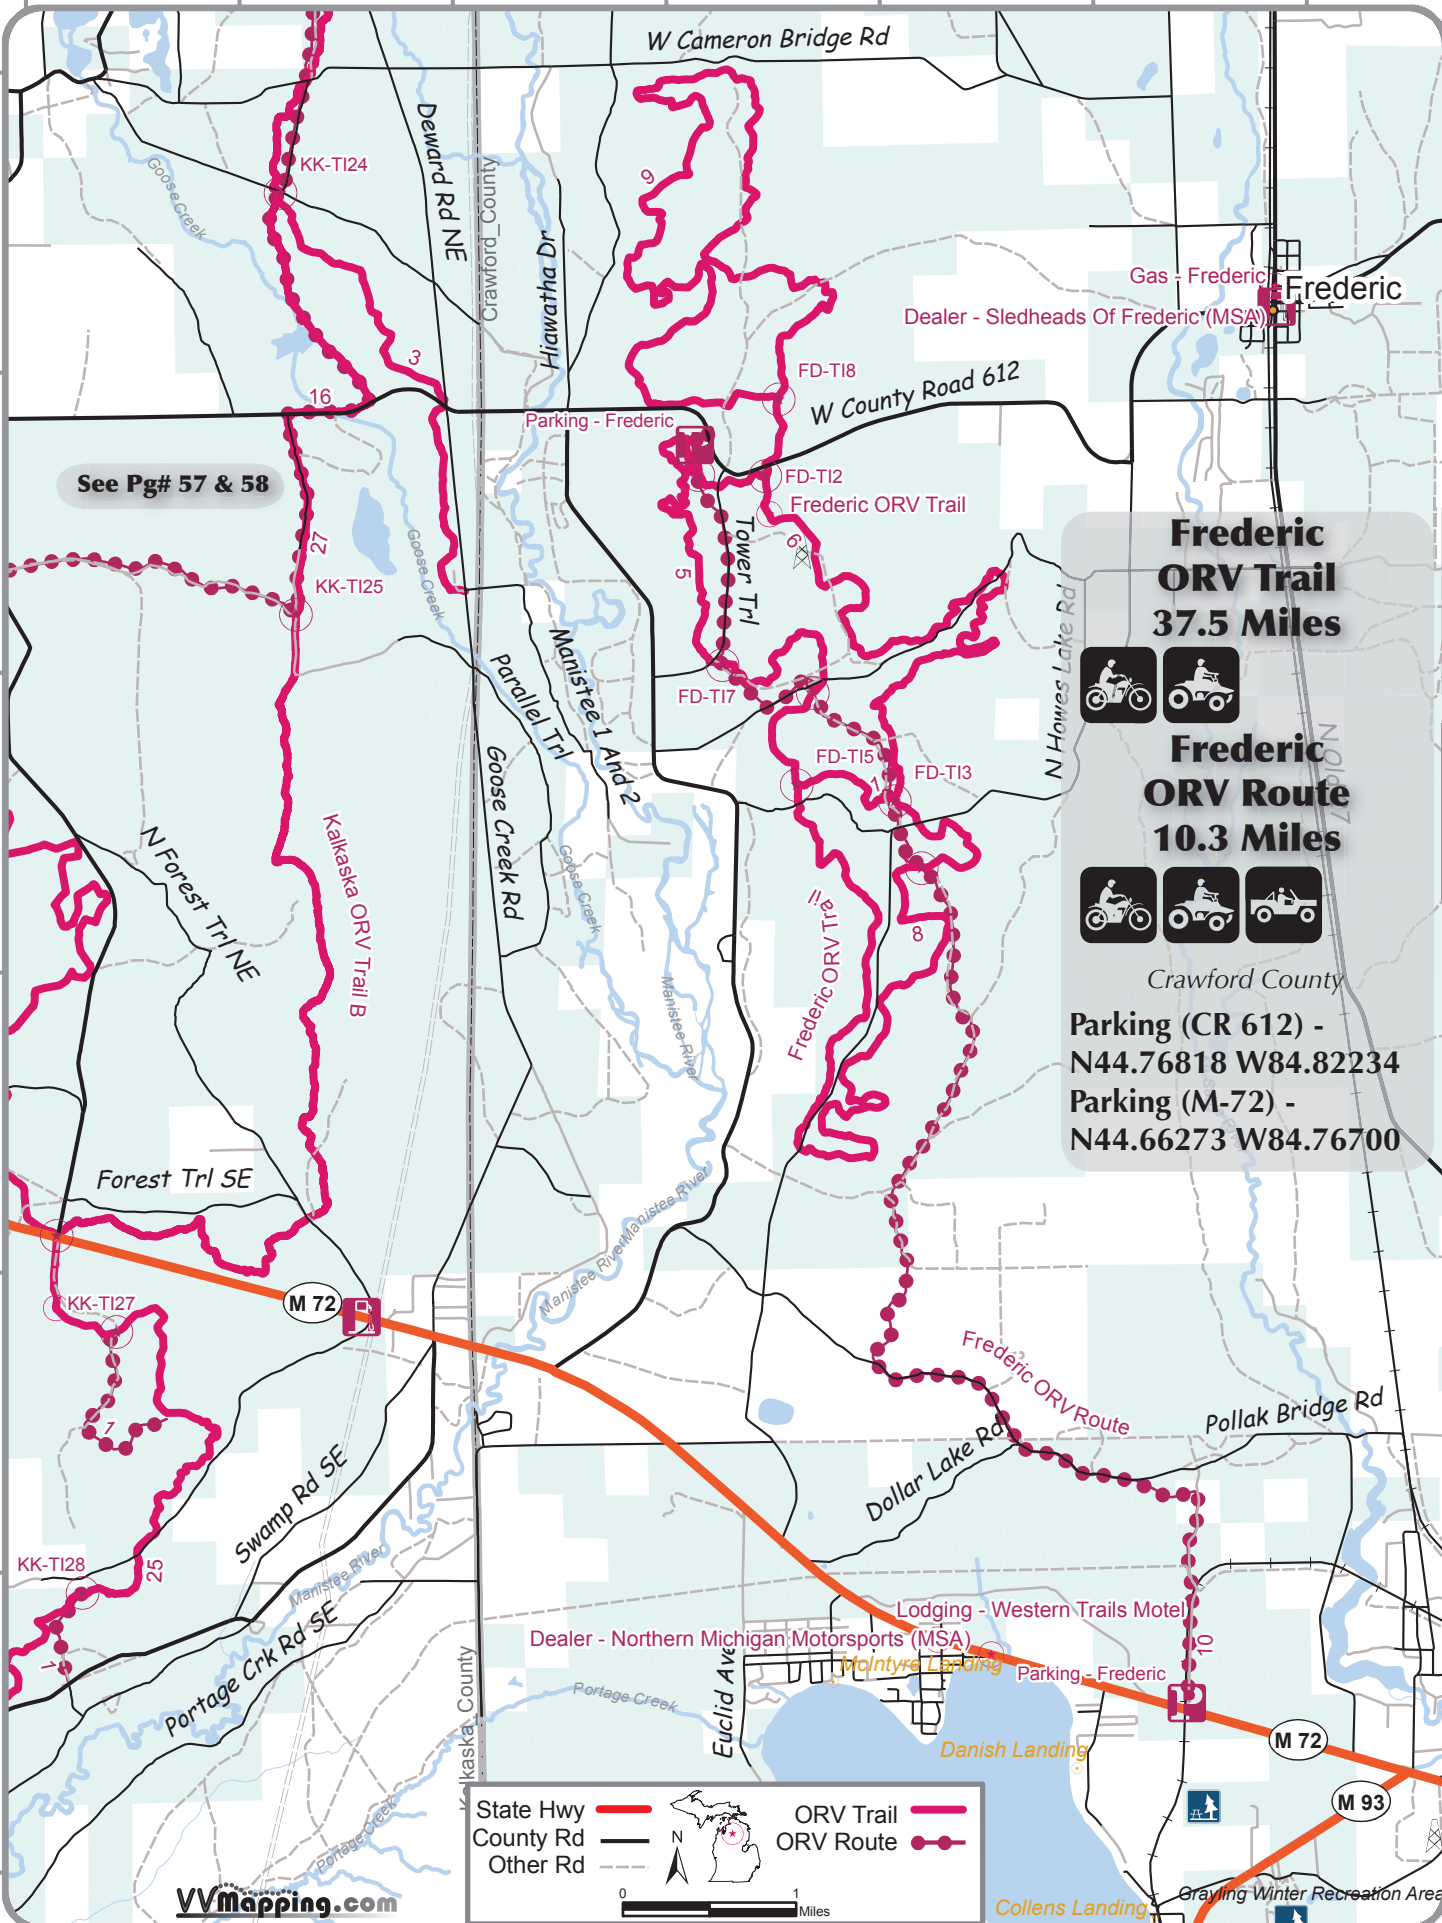 W Cameron Bridge Rd
Deward Rd NE
Crawford_County
Hiawatha Dr
KK-TI24
Goose Creek
9
Gas - Frederic
Frederic
Dealer - Sledheads Of Frederic (MSA)
3
16
FD-TI8
W County Road 612
Parking - Frederic
See Pg# 57 & 58
FD-TI2
Frederic ORV Trail
27
Goose Creek
Tower Trl
6
5
KK-TI25
Frederic
ORV Trail
37.5 Miles
N Howes Lake Rd
Manistee 1 And 2
Parallel Trl
FD-TI7
Frederic
ORV Route
10.3 Miles
FD-TI5
FD-TI3
1
Goose Creek Rd
N Forest Trl NE
Kalkaska ORV Trail B
Goose Creek
Frederic ORV Trail
8
Manistee River
Crawford County
Parking (CR 612) -
N44.76818 W84.82234
Parking (M-72) -
N44.66273 W84.76700
Forest Trl SE
Manistee River
Manistee River
KK-TI27
M 72
Frederic ORV Route
1
Pollak Bridge Rd
Dollar Lake Rd
Swamp Rd SE
KK-TI28
25
Manistee River
Portage Crk Rd SE
1
Lodging - Western Trails Motel
Dealer - Northern Michigan Motorsports (MSA)
McIntyre Landing
Parking - Frederic
10
Kalkaska_County
Portage Creek
Euclid Ave
Danish Landing
M 72
M 93
Portage Creek
State Hwy
County Rd
Other Rd
N
ORV Trail
ORV Route
0 1
Miles
VVMapping.com
Collens Landing
Grayling Winter Recreation Area